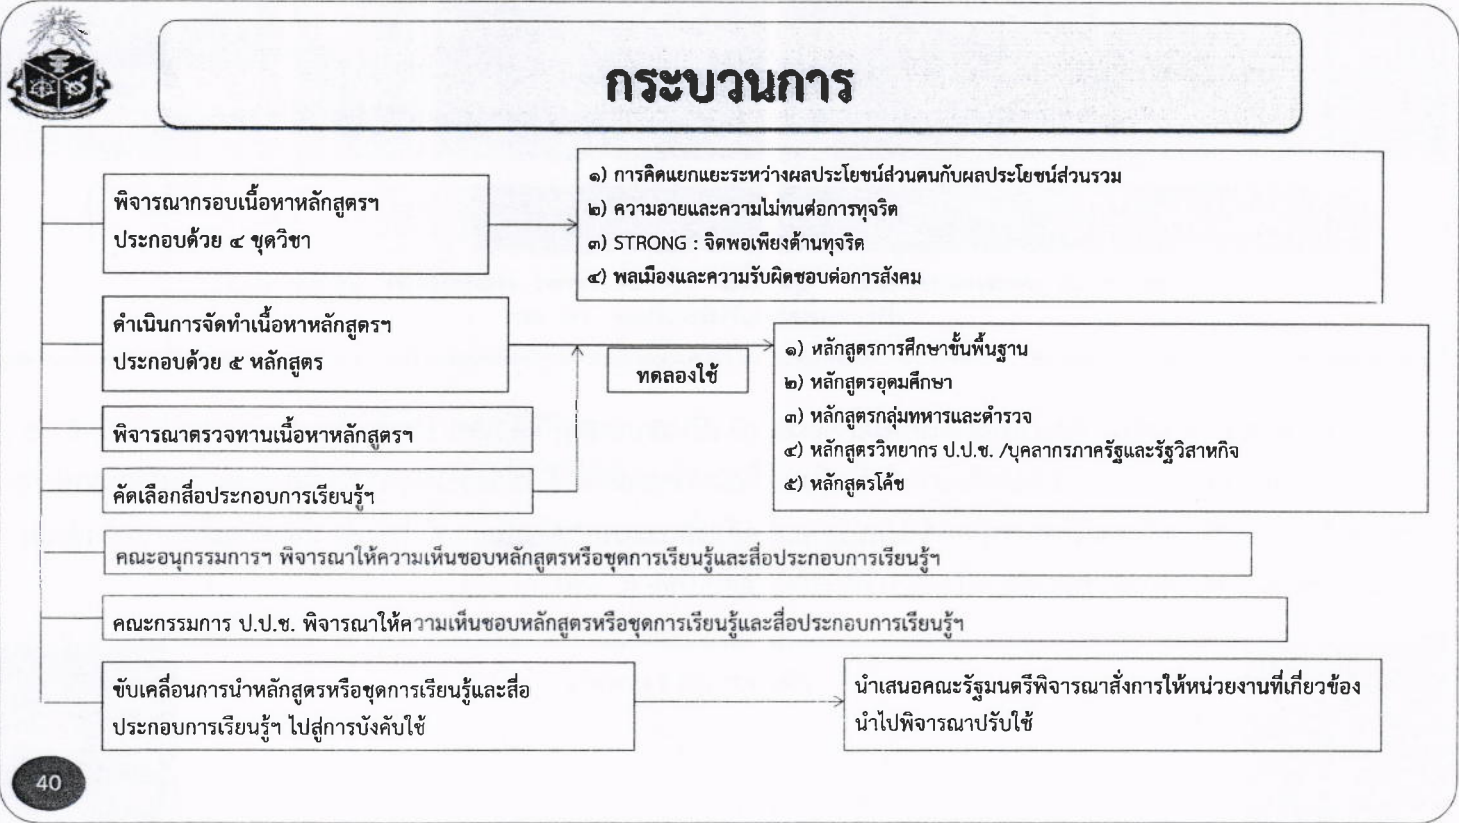 กระบวนการ
พิจารณากรอบเนื้อหาหลักสูตรฯ
ประกอบด้วย ๔ ชุดวิชา
๑) การคิดแยกแยะระหว่างผลประโยชน์ส่วนตนกับผลประโยชน์ส่วนรวม
๒) ความอายและความไม่ทนต่อการทุจริต
๓) STRONG : จิตพอเพียงต้านทุจริต
๔) พลเมืองและความรับผิดชอบต่อการสังคม
ดำเนินการจัดทำเนื้อหาหลักสูตรฯ
ประกอบด้วย ๕ หลักสูตร
ทดลองใช้
๑) หลักสูตรการศึกษาขั้นพื้นฐาน
๒) หลักสูตรอุดมศึกษา
๓) หลักสูตรกลุ่มทหารและตำรวจ
๔) หลักสูตรวิทยากร ป.ป.ช. /บุคลากรภาครัฐและรัฐวิสาหกิจ
๕) หลักสูตรโค้ช
พิจารณาตรวจทานเนื้อหาหลักสูตรฯ
คัดเลือกสื่อประกอบการเรียนรู้ฯ
คณะอนุกรรมการฯ พิจารณาให้ความเห็นชอบหลักสูตรหรือชุดการเรียนรู้และสื่อประกอบการเรียนรู้ฯ
คณะกรรมการ ป.ป.ช. พิจารณาให้ความเห็นชอบหลักสูตรหรือชุดการเรียนรู้และสื่อประกอบการเรียนรู้ฯ
ขับเคลื่อนการนำหลักสูตรหรือชุดการเรียนรู้และสื่อ
ประกอบการเรียนรู้ฯ ไปสู่การบังคับใช้
นำเสนอคณะรัฐมนตรีพิจารณาสั่งการให้หน่วยงานที่เกี่ยวข้อง
นำไปพิจารณาปรับใช้
40